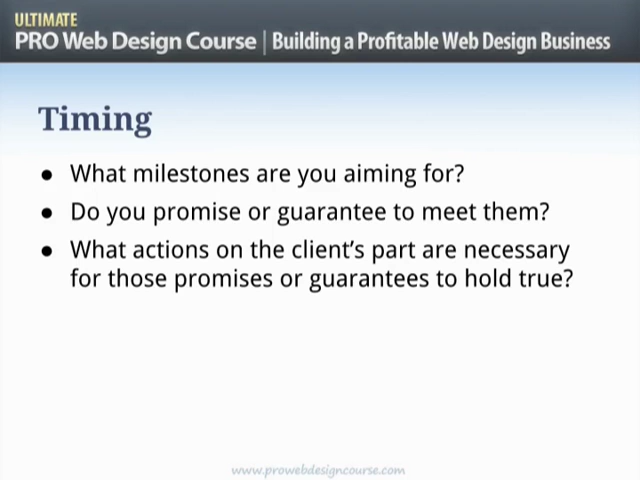 ULTIMATE
PRO Web Design Course | Building a Profitable Web Design Business
Timing
● What milestones are you aiming for?
● Do you promise or guarantee to meet them?
● What actions on the client's part are necessary
for those promises or guarantees to hold true?
www.prowebdesigncourse.com